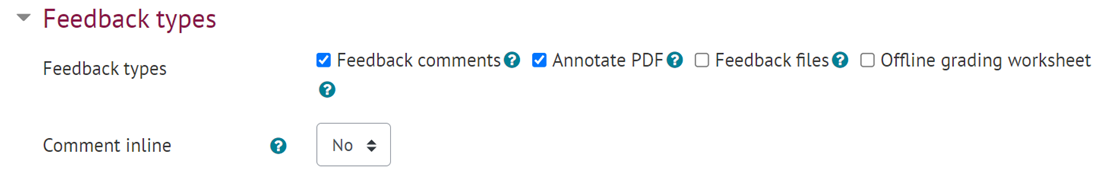 Feedback types
Feedback types Feedback comments ? Annotate PDF ? Feedback files ? Offline grading worksheet
?
Comment inline ? No